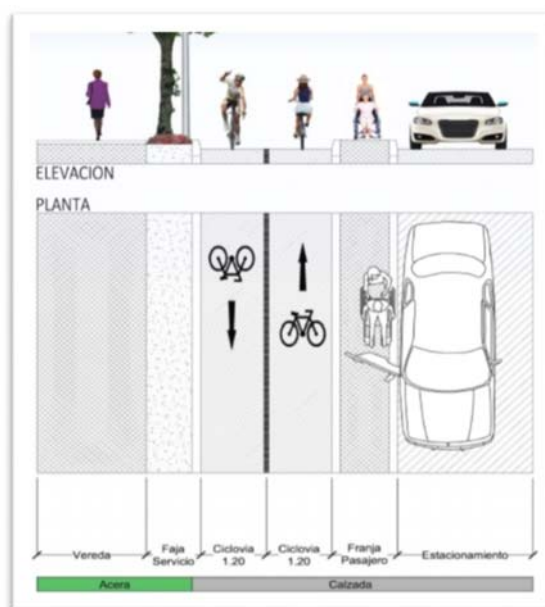 ELEVACION
PLANTA
Vereda
Faja
Servicio
Ciclovia
1.20
Ciclovia
1.20
Franja
Pasajero
Estacionamiento
Acera
Calzada